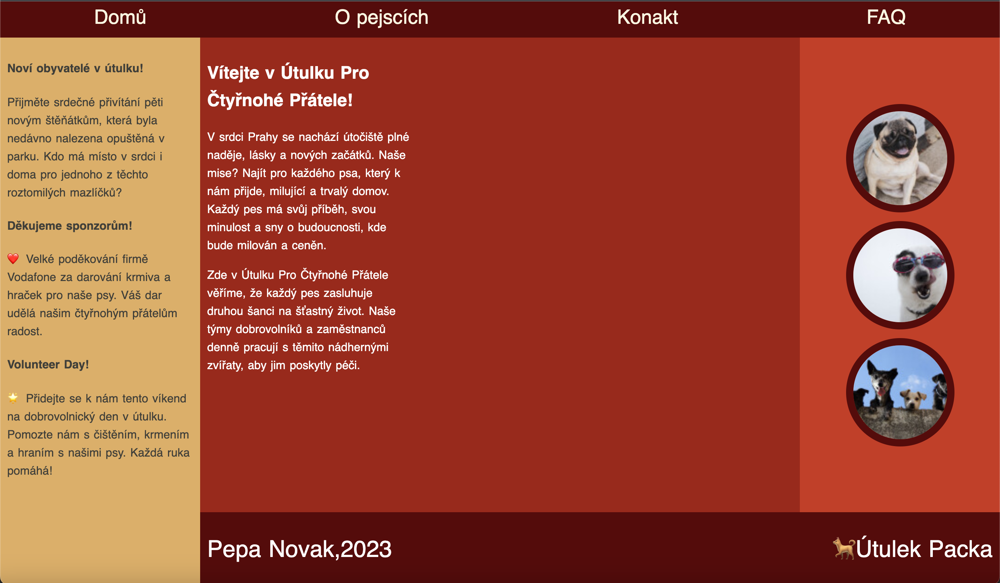 Domů
O pejscích
Konakt
FAQ
Noví obyvatelé v útulku!
Přijměte srdečné přivítání pěti
novým štěňátkům, která byla
nedávno nalezena opuštěná v
parku. Kdo má místo v srdci i
doma pro jednoho z těchto
roztomilých mazlíčků?
Děkujeme sponzorům!
❤️ Velké poděkování firmě
Vodafone za darování krmiva a
hraček pro naše psy. Váš dar
udělá našim čtyřnohým přátelům
radost.
Volunteer Day!
🌟 Přidejte se k nám tento víkend
na dobrovolnický den v útulku.
Pomozte nám s čištěním, krmením
a hraním s našimi psy. Každá ruka
pomáhá!
Vítejte v Útulku Pro
Čtyřnohé Přátele!
V srdci Prahy se nachází útočiště plné
naděje, lásky a nových začátků. Naše
mise? Najít pro každého psa, který k
nám přijde, milující a trvalý domov.
Každý pes má svůj příběh, svou
minulost a sny o budoucnosti, kde
bude milován a ceněn.
Zde v Útulku Pro Čtyřnohé Přátele
věříme, že každý pes zasluhuje
druhou šanci na šťastný život. Naše
týmy dobrovolníků a zaměstnanců
denně pracují s těmito nádhernými
zvířaty, aby jim poskytly péči.
Pepa Novak,2023
🐕Útulek Packa